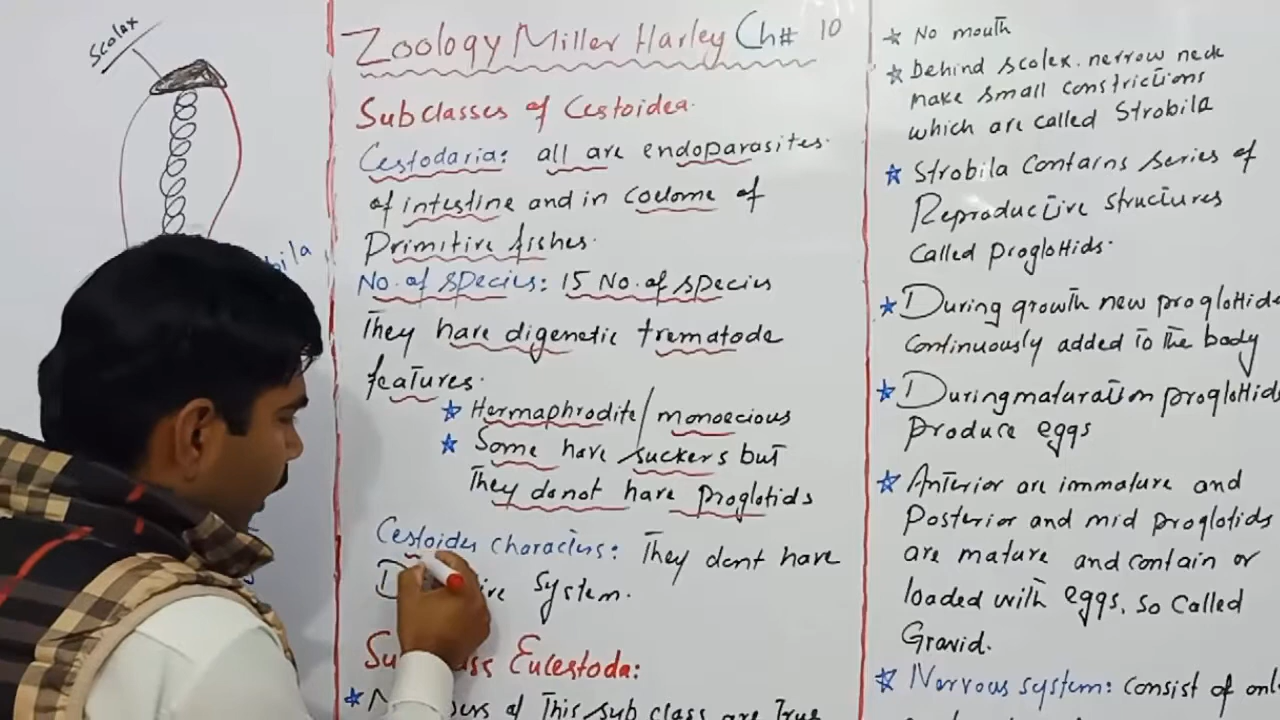 Scolex
Zoology Miller Harley Ch# 10
Subclasses of Cestoidea.
Cestodaria: all are endoparasites.
of intestine and in coelome of
Primitive fishes.
No. of species: 15 No. of species
They have digenetic trematode
features.
Hermaphrodite/monoecious
Some have suckers but
They donot have proglotids
Characters: They dont have
System.
Eucestoda:
of This sub class are True
No mouth
Behind scolex. nerrow neck
make small constrictions
which are called Strobila
Strobila contains series of
Reproductive structures
called proglottids.
During growth new proglottids
continuously added to the body
During maturation proglottids
produce eggs
Anterior are immature and
Posterior and mid proglotids
are mature and contain or
loaded with eggs. so called
Gravid.
Nervous system: consist of only